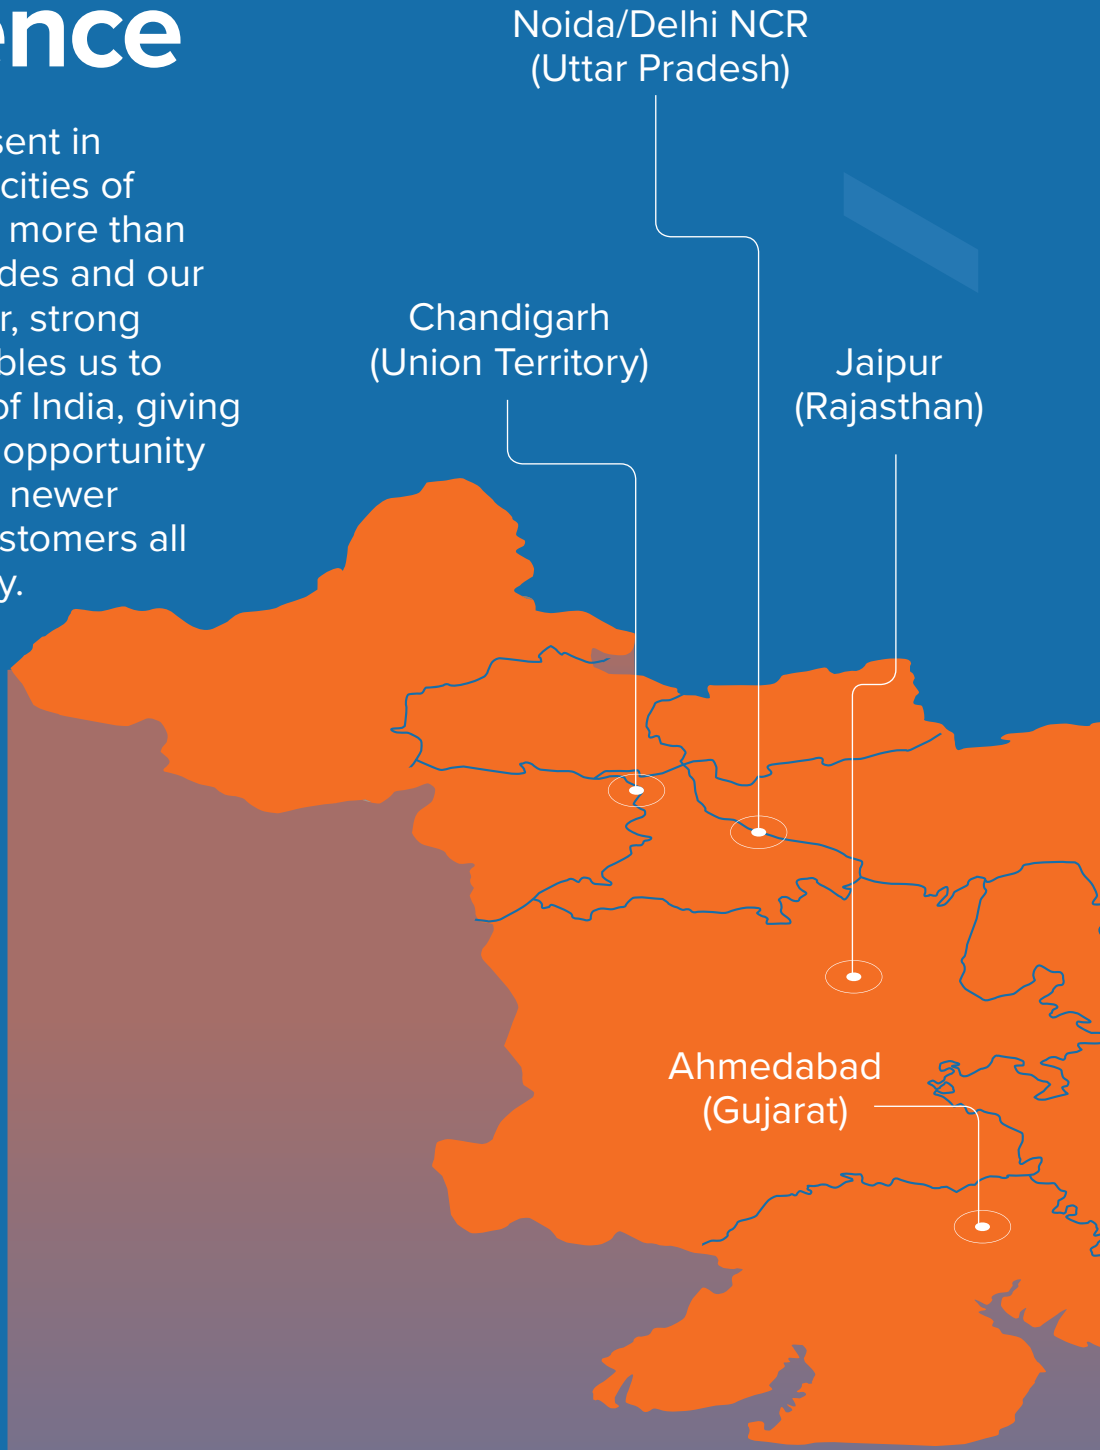 ence
sent in
cities of
more than
des and our
r, strong
bles us to
of India, giving
opportunity
newer
stomers all
y.
Noida/Delhi NCR
(Uttar Pradesh)
Chandigarh
(Union Territory)
Jaipur
(Rajasthan)
Ahmedabad
(Gujarat)